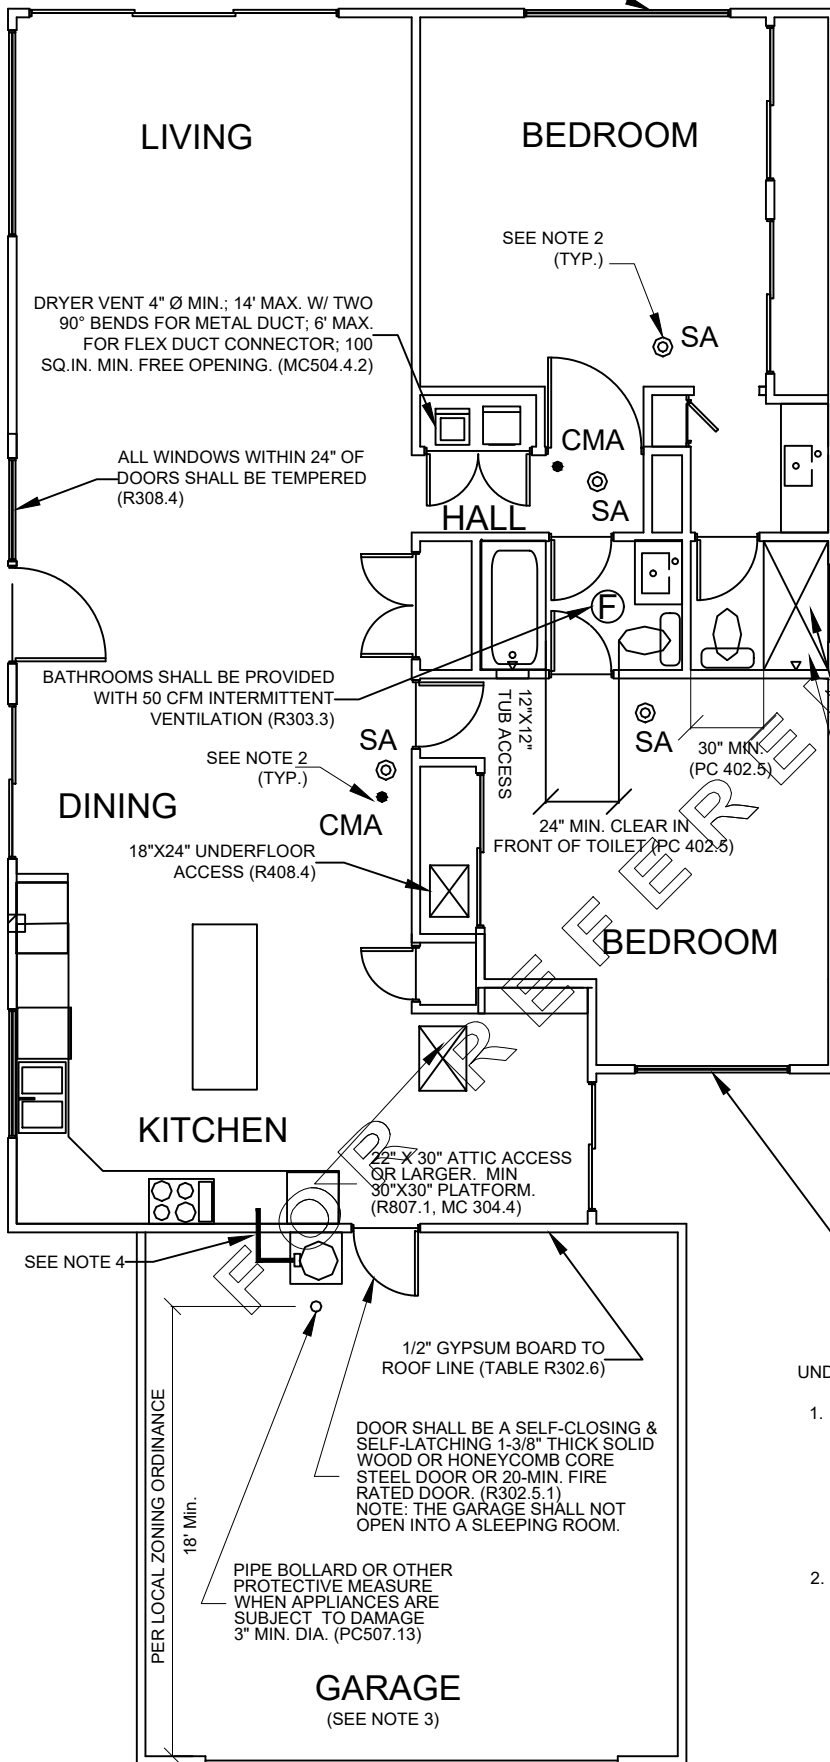 LIVING
BEDROOM
SEE NOTE 2
(TYP.)
SA
DRYER VENT 4" Ø MIN.; 14' MAX. W/ TWO
90° BENDS FOR METAL DUCT; 6' MAX.
FOR FLEX DUCT CONNECTOR; 100
SQ.IN. MIN. FREE OPENING. (MC504.4.2)
ALL WINDOWS WITHIN 24" OF
DOORS SHALL BE TEMPERED
(R308.4)
CMA
SA
HALL
F
BATHROOMS SHALL BE PROVIDED
WITH 50 CFM INTERMITTENT
VENTILATION (R303.3)
12"X12"
TUB ACCESS
SA
30" MIN.
(PC 402.5)
SEE NOTE 2
(TYP.)
SA
CMA
DINING
24" MIN. CLEAR IN
FRONT OF TOILET (PC 402.5)
18"X24" UNDERFLOOR
ACCESS (R408.4)
BEDROOM
KITCHEN
22" X 30" ATTIC ACCESS
OR LARGER. MIN
30"X30" PLATFORM.
(R807.1, MC 304.4)
SEE NOTE 4
1/2" GYPSUM BOARD TO
ROOF LINE (TABLE R302.6)
DOOR SHALL BE A SELF-CLOSING &
SELF-LATCHING 1-3/8" THICK SOLID
WOOD OR HONEYCOMB CORE
STEEL DOOR OR 20-MIN. FIRE
RATED DOOR. (R302.5.1)
NOTE: THE GARAGE SHALL NOT
OPEN INTO A SLEEPING ROOM.
PER LOCAL ZONING ORDINANCE
18' Min.
PIPE BOLLARD OR OTHER
PROTECTIVE MEASURE
WHEN APPLIANCES ARE
SUBJECT TO DAMAGE
3" MIN. DIA. (PC507.13)
GARAGE
(SEE NOTE 3)
UND
1.
2.
FOR REFERE